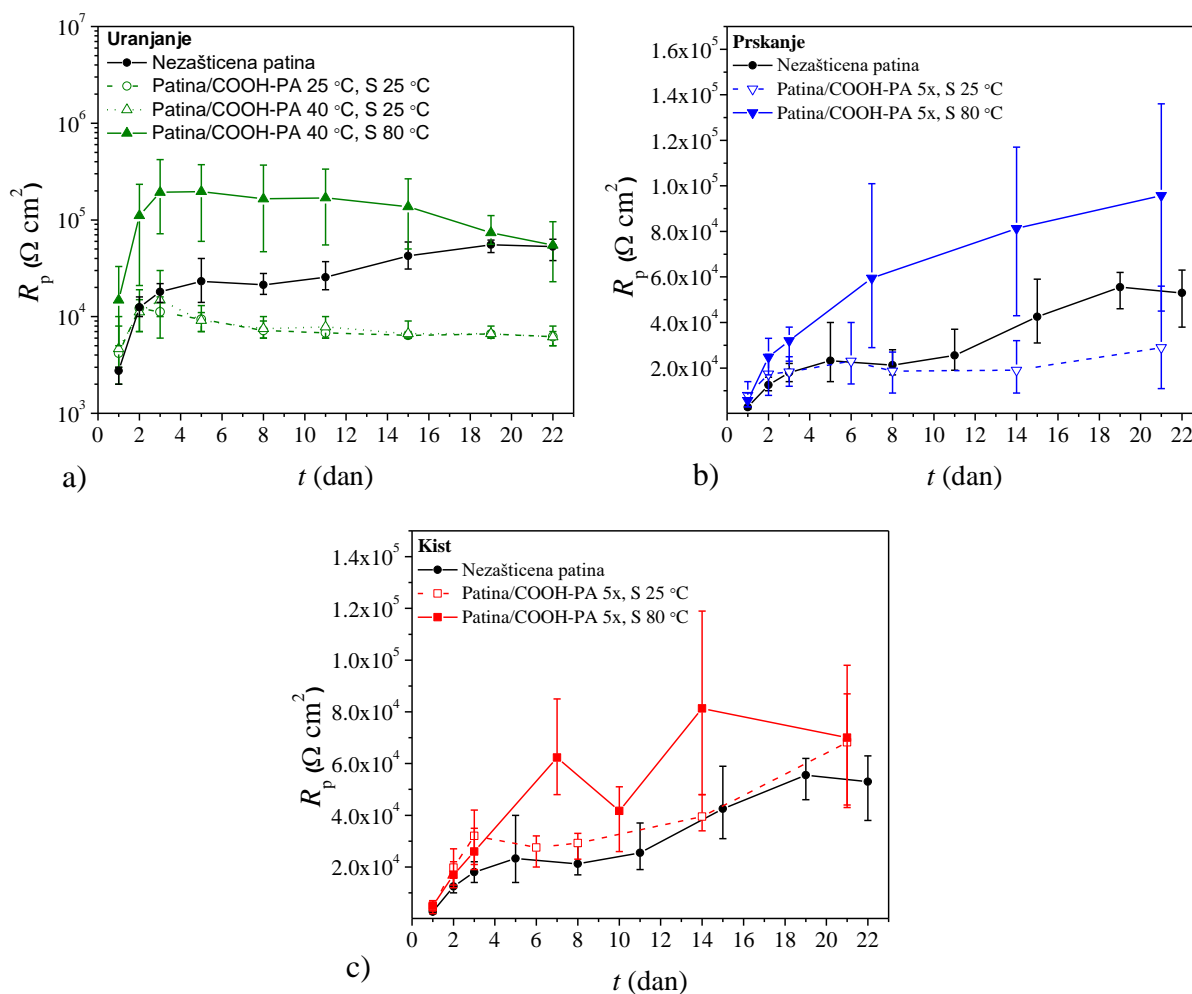 Uranjanje
Nezašticena patina
Patina/COOH-PA 25 °C, S 25 °C
Patina/COOH-PA 40 °C, S 25 °C
Patina/COOH-PA 40 °C, S 80 °C
10⁷
10⁶
10⁵
10⁴
10³
Rₚ (Ω cm²)
0 2 4 6 8 10 12 14 16 18 20 22
t (dan)
a)
Prskanje
Nezašticena patina
Patina/COOH-PA 5x, S 25 °C
Patina/COOH-PA 5x, S 80 °C
1.6x10⁵
1.4x10⁵
1.2x10⁵
1.0x10⁵
8.0x10⁴
6.0x10⁴
4.0x10⁴
2.0x10⁴
Rₚ (Ω cm²)
0 2 4 6 8 10 12 14 16 18 20 22
t (dan)
b)
Kist
Nezašticena patina
Patina/COOH-PA 5x, S 25 °C
Patina/COOH-PA 5x, S 80 °C
1.4x10⁵
1.2x10⁵
1.0x10⁵
8.0x10⁴
6.0x10⁴
4.0x10⁴
2.0x10⁴
Rₚ (Ω cm²)
0 2 4 6 8 10 12 14 16 18 20 22
t (dan)
c)